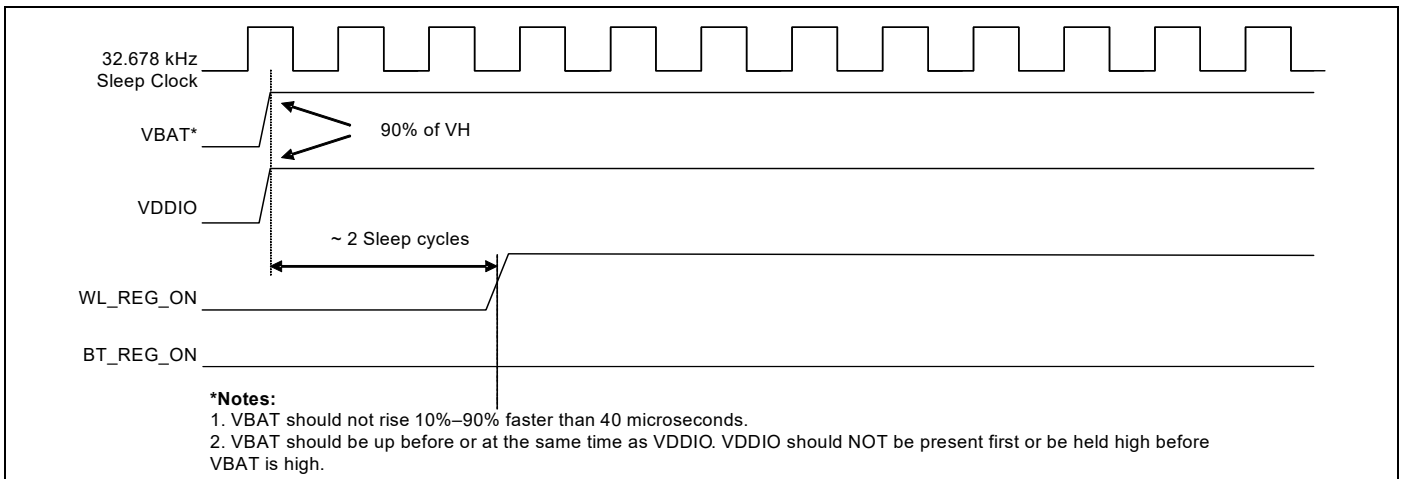 32.678 kHz
Sleep Clock
VBAT*
90% of VH
VDDIO
~ 2 Sleep cycles
WL_REG_ON
BT_REG_ON
*Notes:
1. VBAT should not rise 10%–90% faster than 40 microseconds.
2. VBAT should be up before or at the same time as VDDIO. VDDIO should NOT be present first or be held high before
VBAT is high.